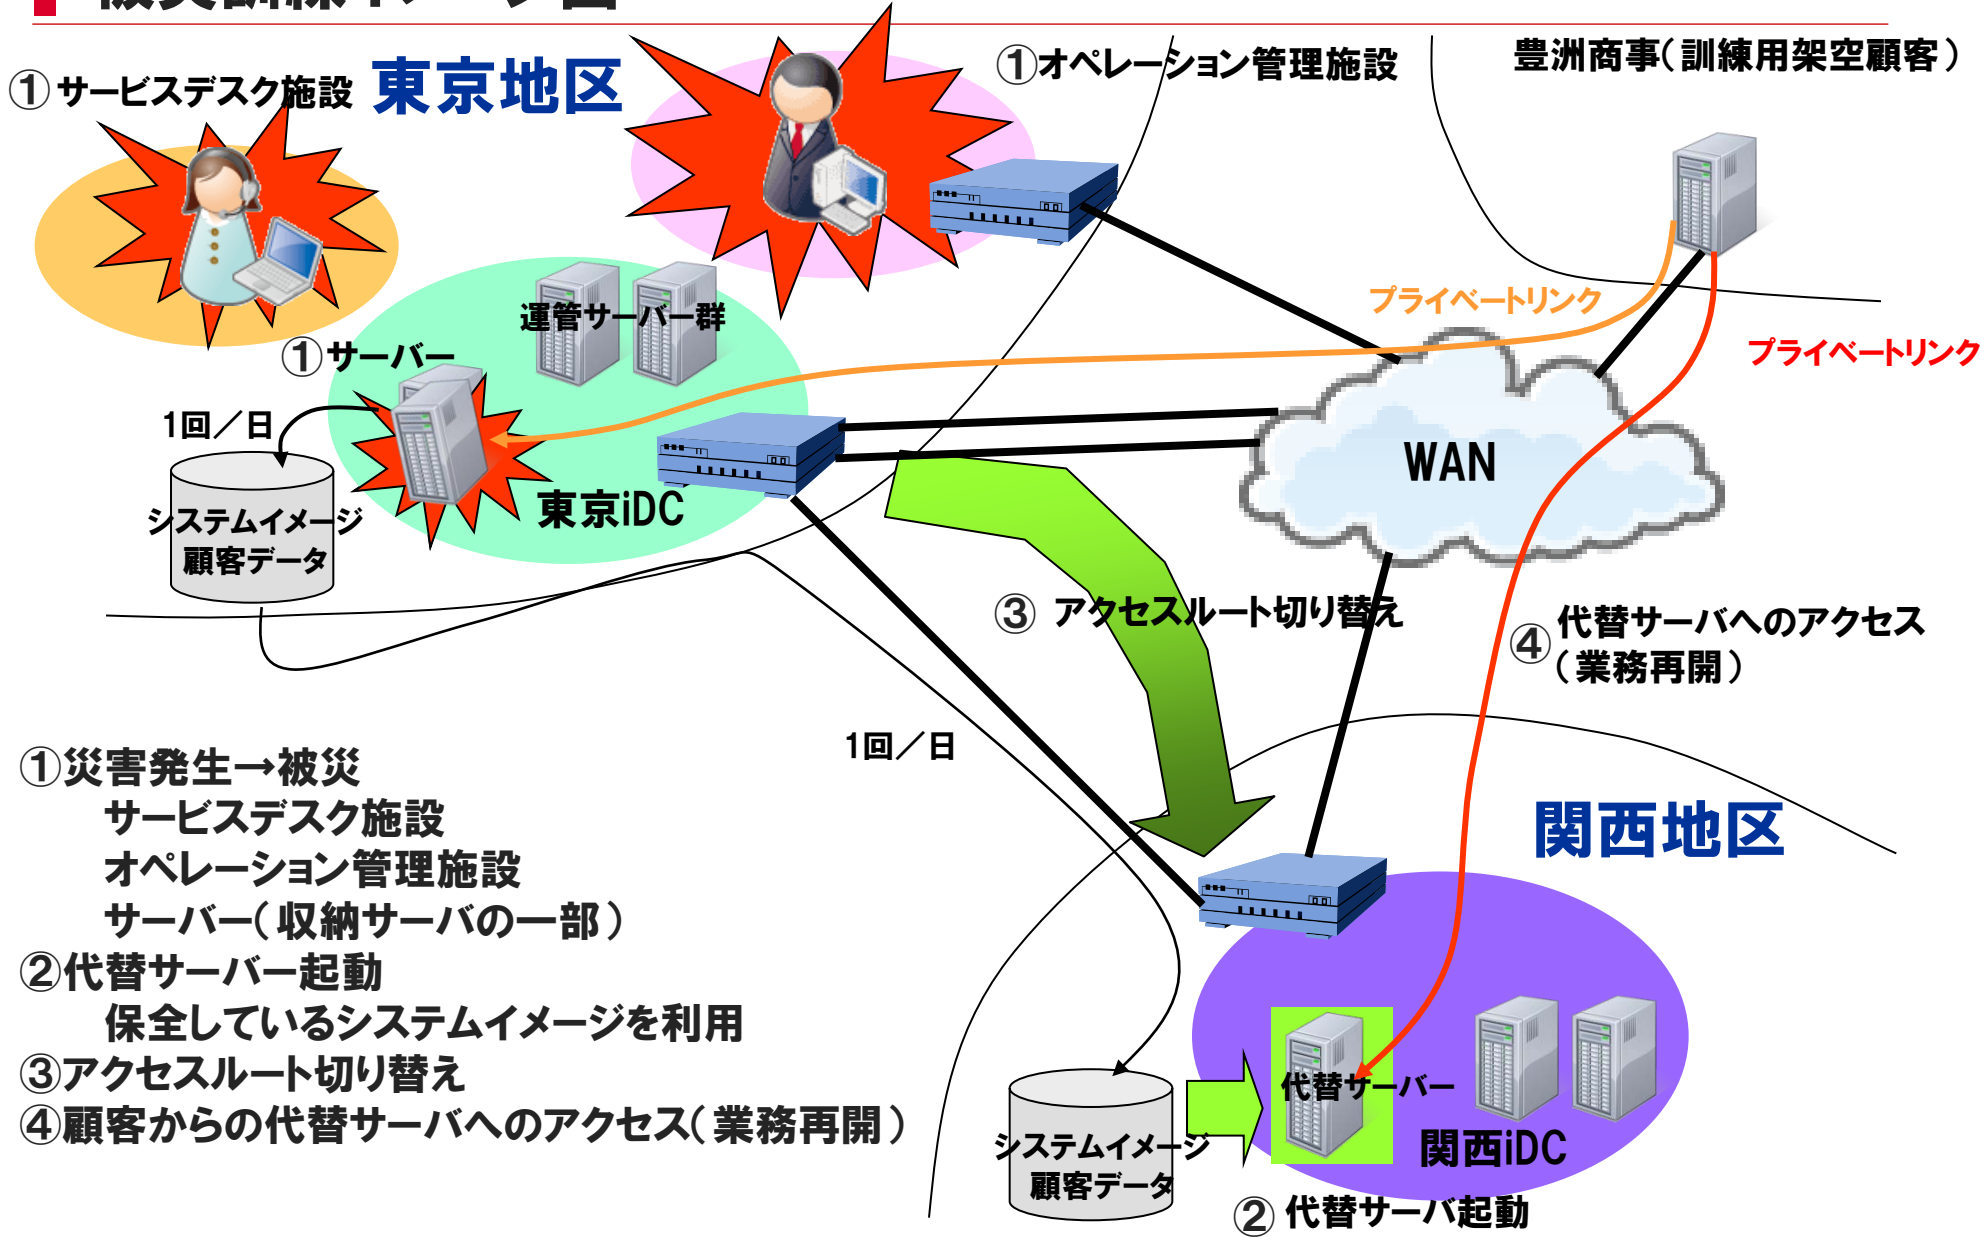 ①サービスデスク施設
東京地区
①オペレーション管理施設
豊洲商事(訓練用架空顧客)
運管サーバー群
プライベートリンク
プライベートリンク
①サーバー
1回／日
WAN
システムイメージ
顧客データ
東京iDC
③ アクセスルート切り替え
④代替サーバへのアクセス
(業務再開)
1回／日
関西地区
①災害発生→被災
サービスデスク施設
オペレーション管理施設
サーバー(収納サーバの一部)
②代替サーバー起動
保全しているシステムイメージを利用
③アクセスルート切り替え
④顧客からの代替サーバへのアクセス(業務再開)
代替サーバー
システムイメージ
顧客データ
関西iDC
②代替サーバ起動